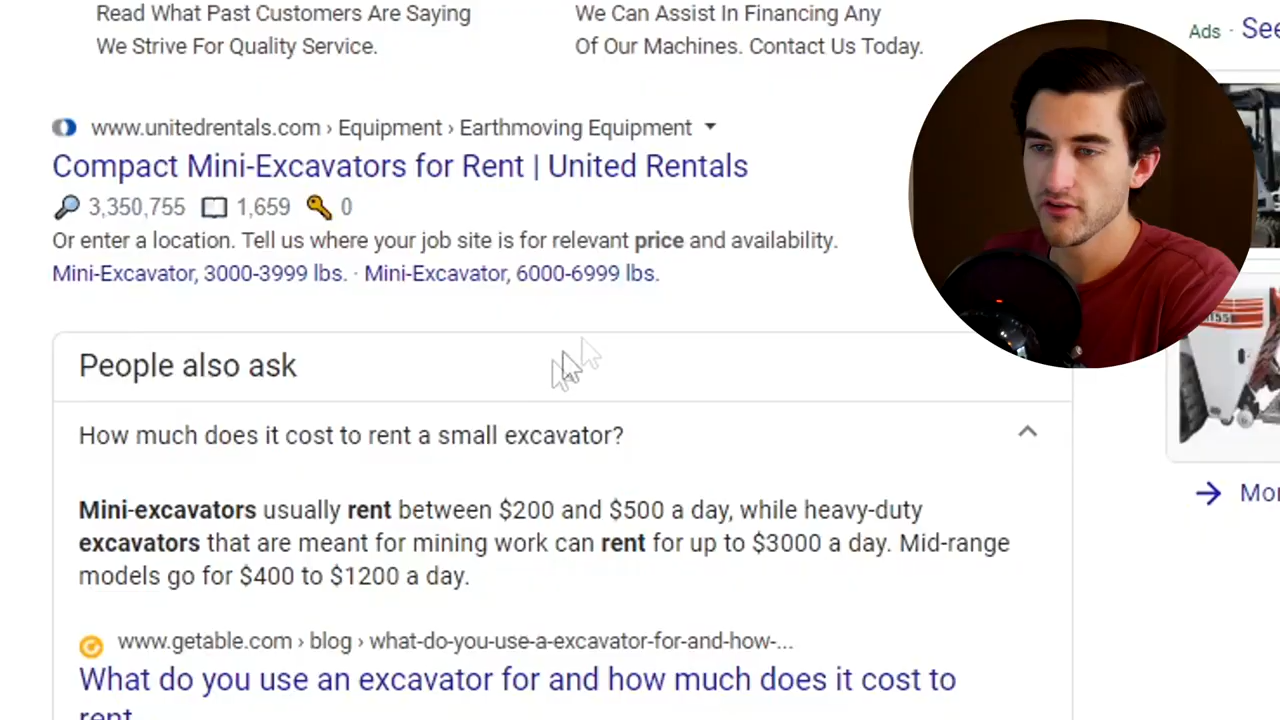 Read What Past Customers Are Saying
We Strive For Quality Service.
We Can Assist In Financing Any
Of Our Machines. Contact Us Today.
Ads ·
www.unitedrentals.com › Equipment › Earthmoving Equipment
Compact Mini-Excavators for Rent | United Rentals
3,350,755 1,659 0
Or enter a location. Tell us where your job site is for relevant price and availability.
Mini-Excavator, 3000-3999 lbs. · Mini-Excavator, 6000-6999 lbs.
People also ask
How much does it cost to rent a small excavator?
Mini-excavators usually rent between $200 and $500 a day, while heavy-duty
excavators that are meant for mining work can rent for up to $3000 a day. Mid-range
models go for $400 to $1200 a day.
www.getable.com › blog › what-do-you-use-a-excavator-for-and-how-...
What do you use an excavator for and how much does it cost to
rent